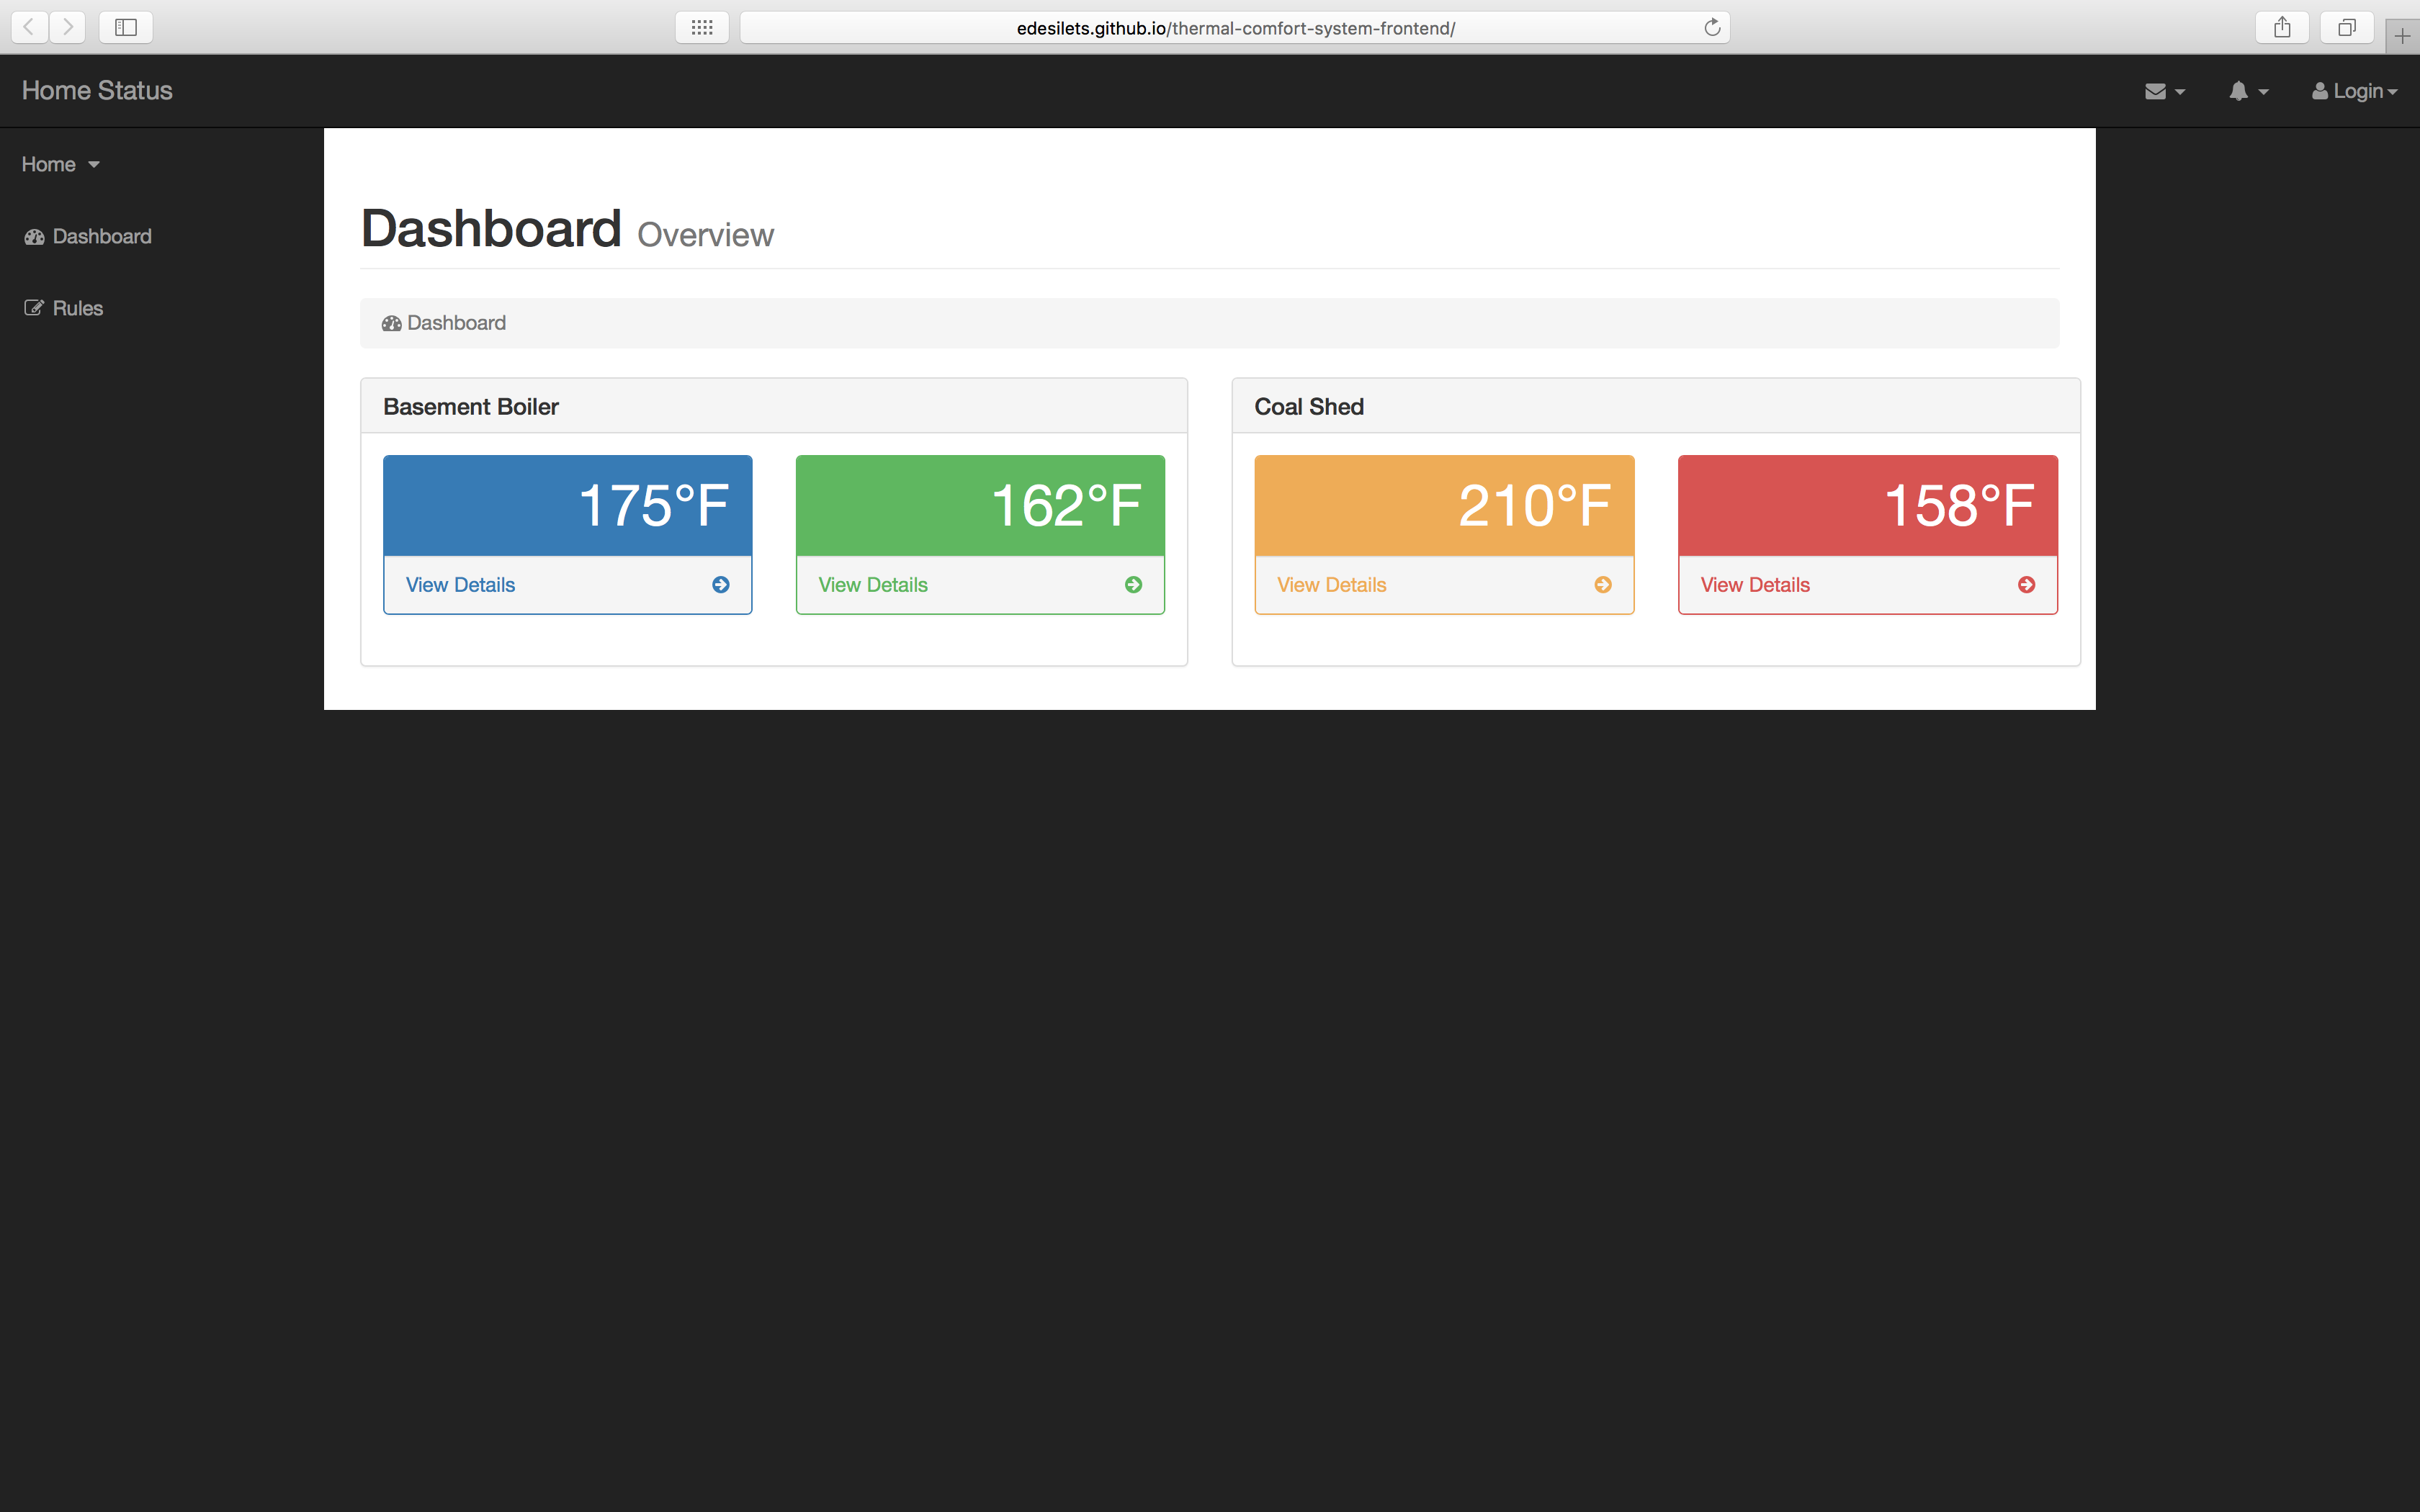 edesilets.github.io/thermal-comfort-system-frontend/
Home Status
Login
Home
Dashboard
Rules
Dashboard Overview
Dashboard
Basement Boiler
Coal Shed
175°F
162°F
210°F
158°F
View Details
View Details
View Details
View Details